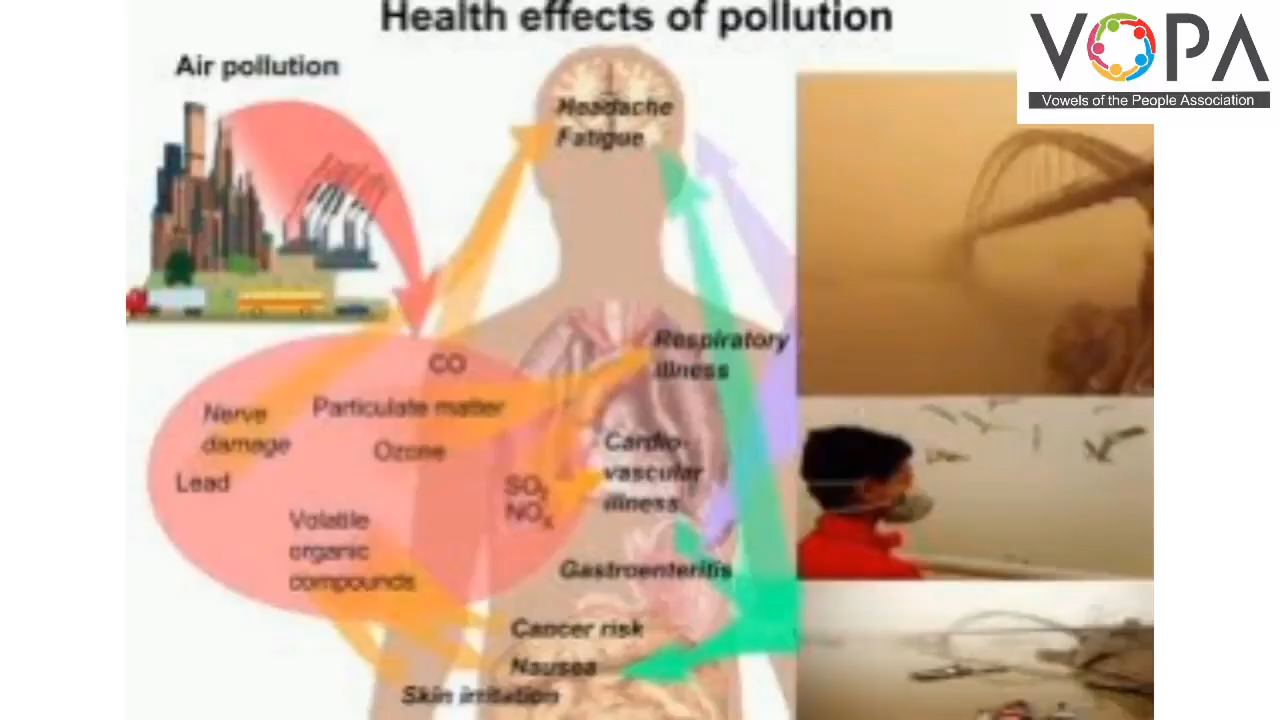 Health effects of pollution
VOPA
Vowels of the People Association
Air pollution
Headache
Fatigue
CO
Particulate matter
Nerve
damage
Ozone
Lead
SO₂
NOₓ
Volatile
organic
compounds
Respiratory
illness
Cardio-
vascular
illness
Gastroenteritis
Cancer risk
Nausea
Skin irritation